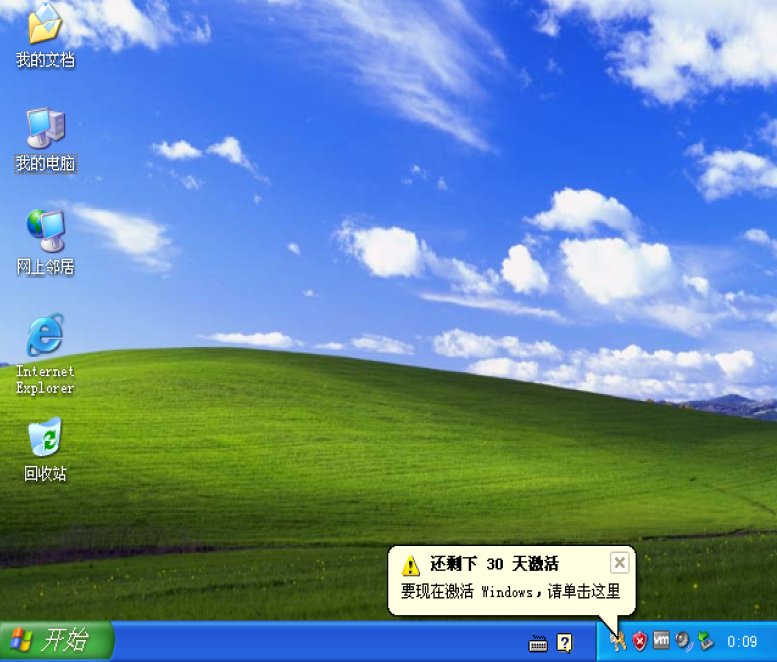 我的文档
我的电脑
网上邻居
Internet
Explorer
回收站
还剩下 30 天激活
要现在激活 Windows，请单击这里
开始
vm
0:09